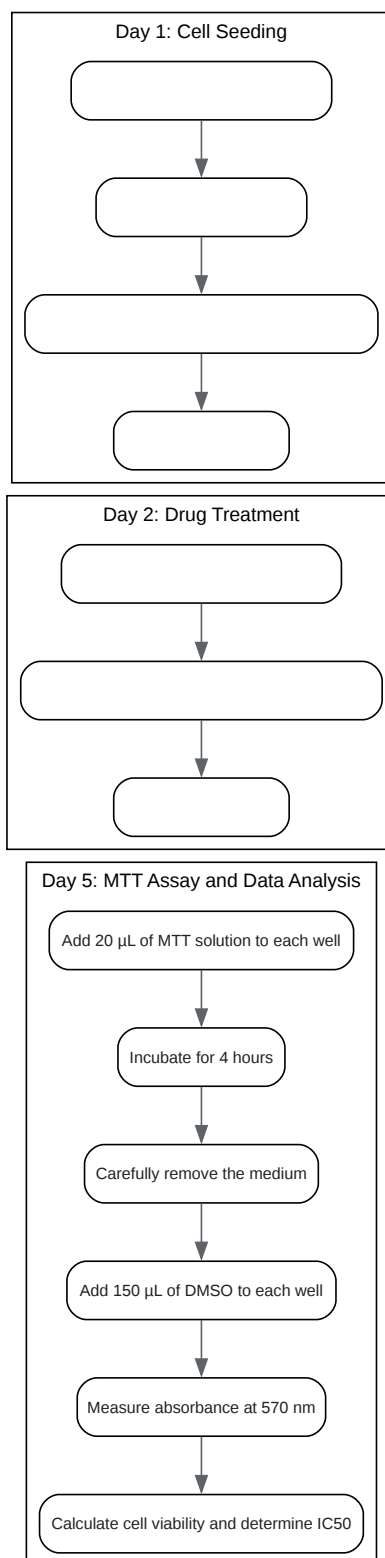 Day 1: Cell Seeding
Day 2: Drug Treatment
Day 5: MTT Assay and Data Analysis
Add 20 µL of MTT solution to each well
Incubate for 4 hours
Carefully remove the medium
Add 150 µL of DMSO to each well
Measure absorbance at 570 nm
Calculate cell viability and determine IC50